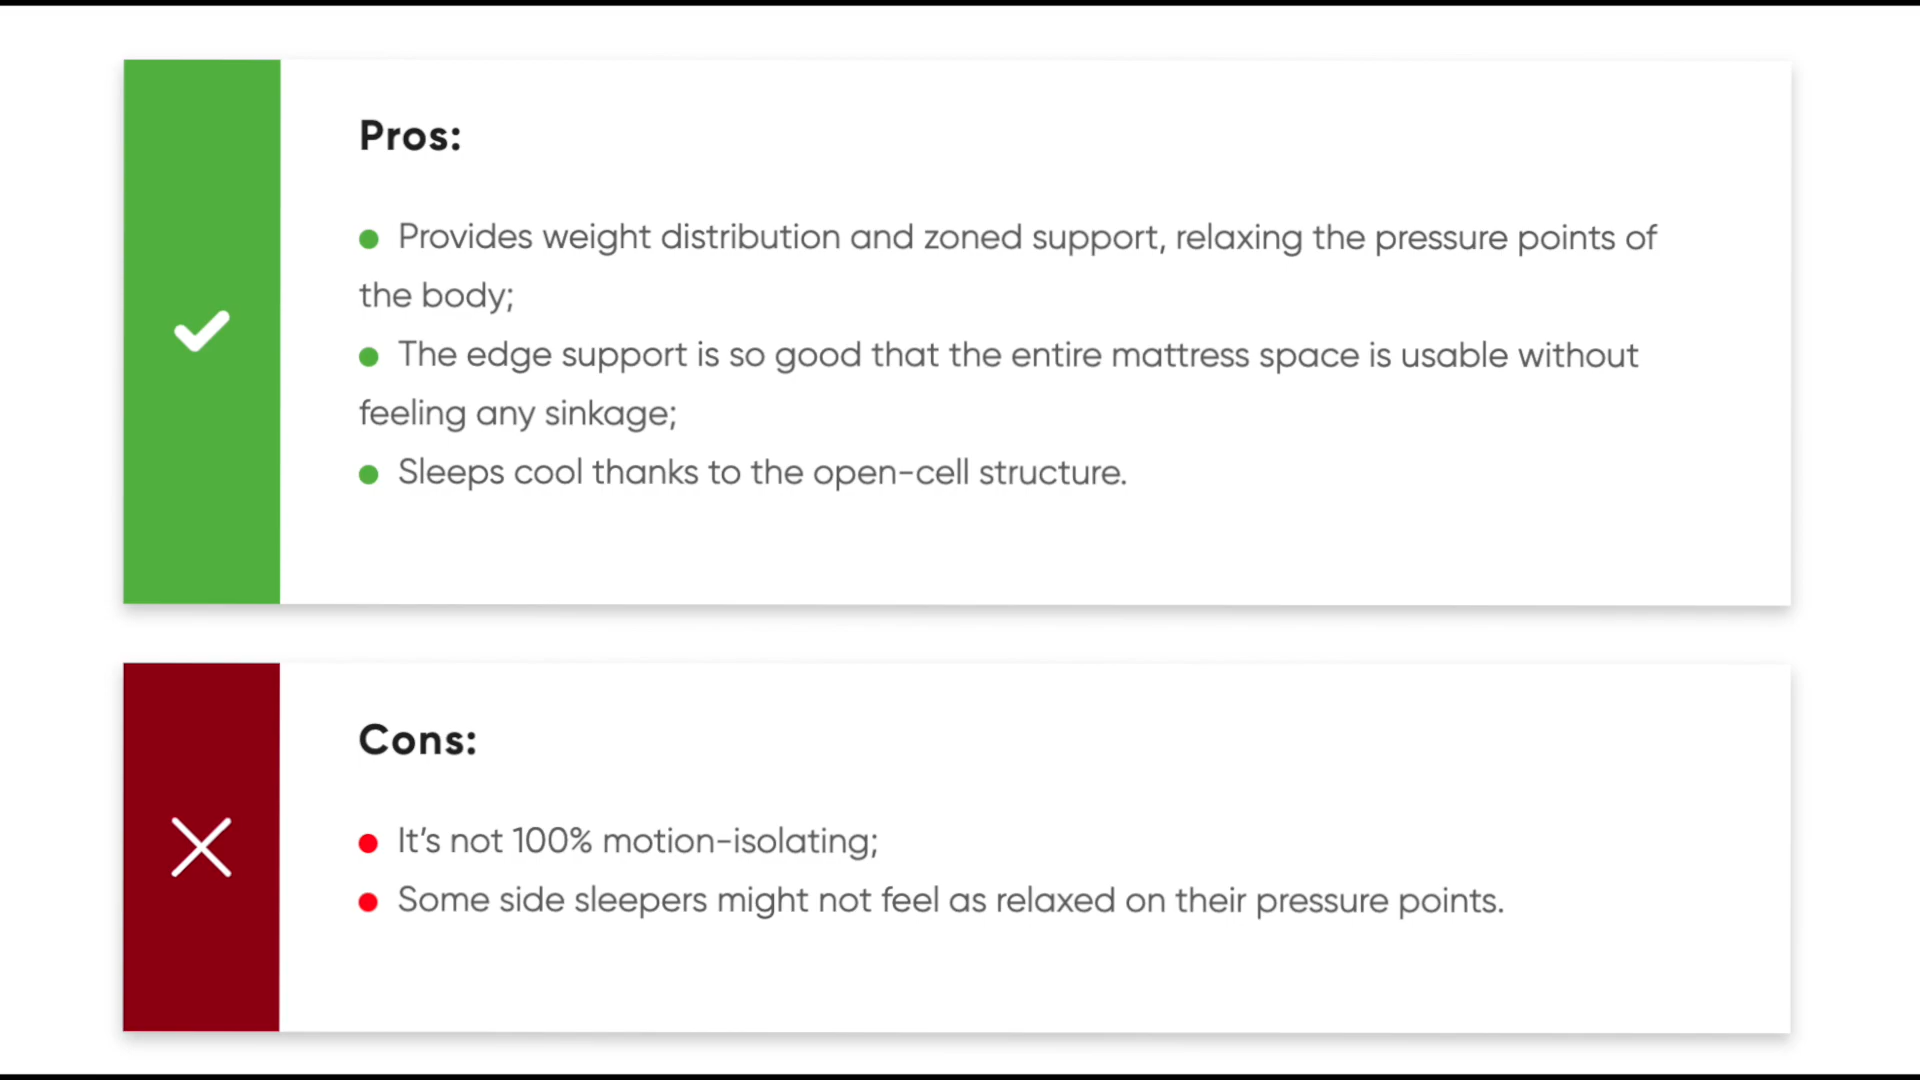 Pros:
● Provides weight distribution and zoned support, relaxing the pressure points of
the body;
● The edge support is so good that the entire mattress space is usable without
feeling any sinkage;
● Sleeps cool thanks to the open-cell structure.
Cons:
● It’s not 100% motion-isolating;
● Some side sleepers might not feel as relaxed on their pressure points.